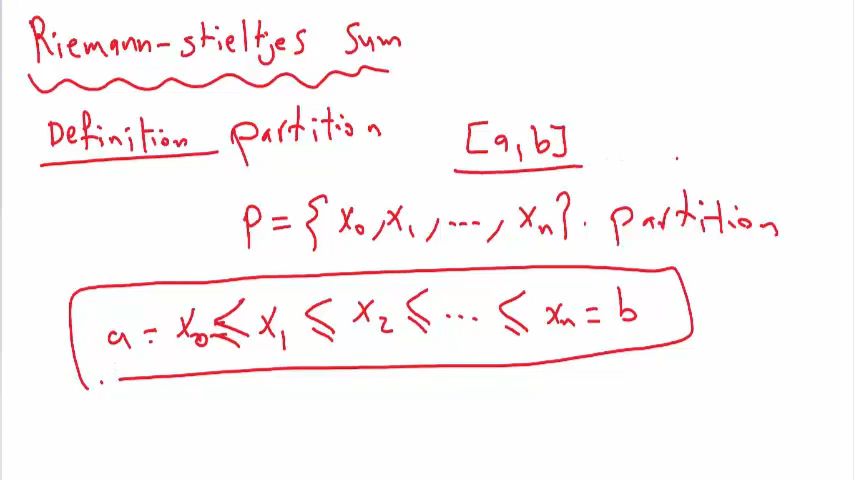 Riemann-stieltjes sum
Definition partition [a,b]
P = { x₀, x₁, ..., xₙ }. partition
a = x₀ ≤ x₁ ≤ x₂ ≤ ... ≤ xₙ = b